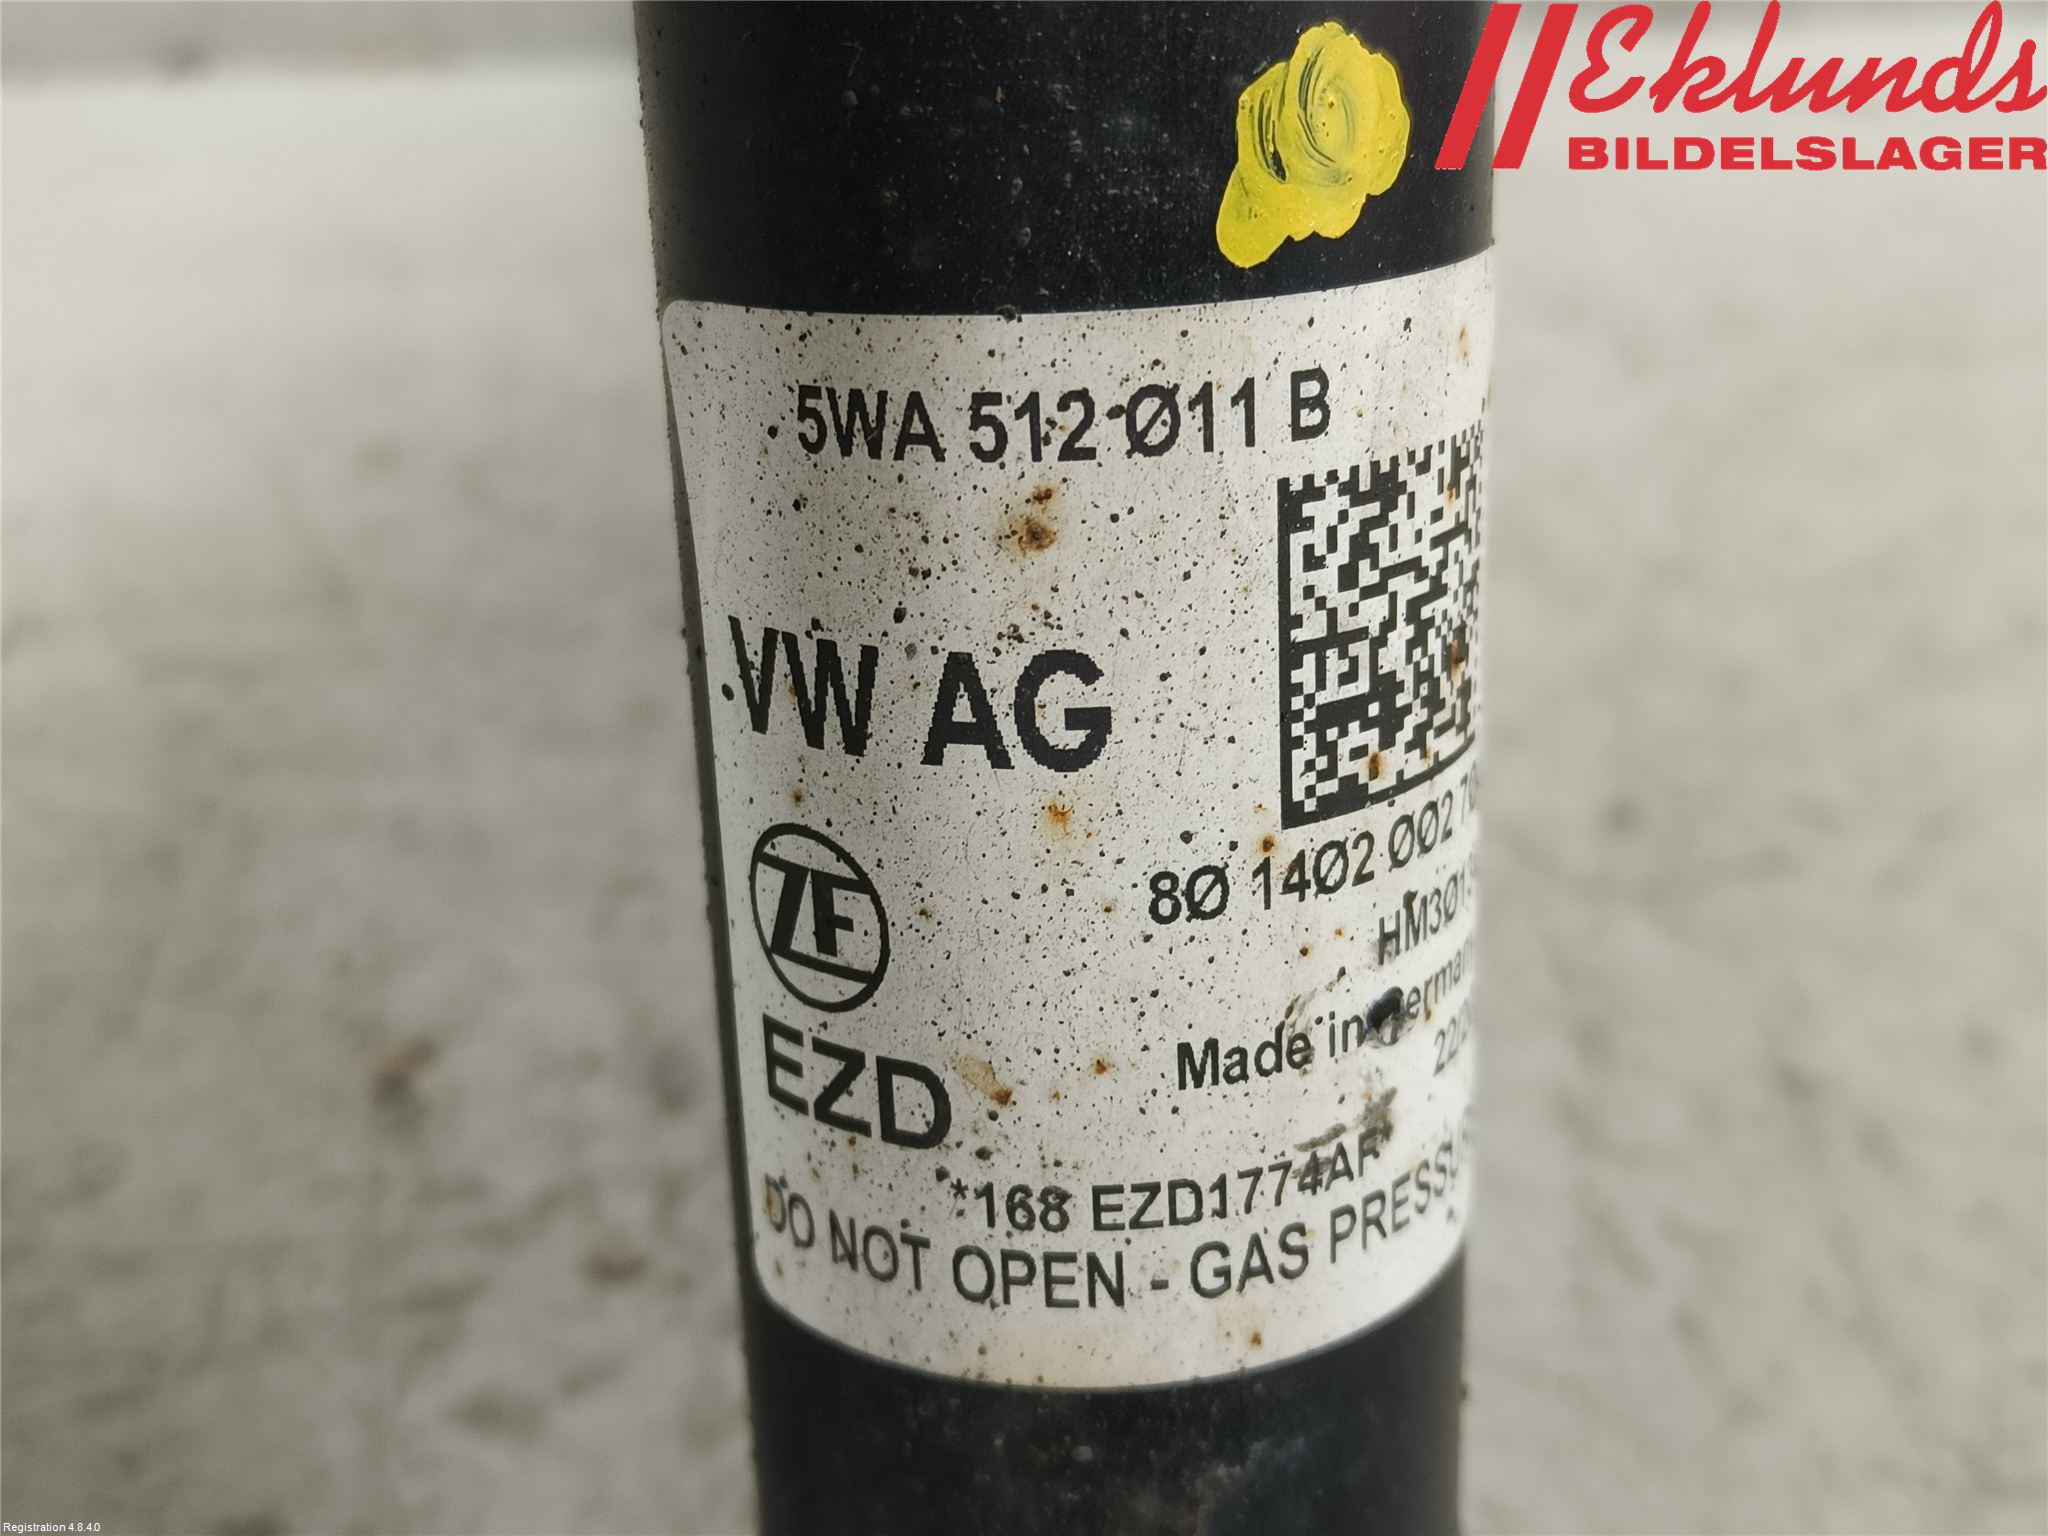 Eklunds
BILDELSLAGER
5WA 512 Ø11 B
VW AG
8Ø 14Ø2 ØØ2
ZF
Made in
EZD
*168 EZD1774AF*
DO NOT OPEN - GAS
Registration 4.8.4.0